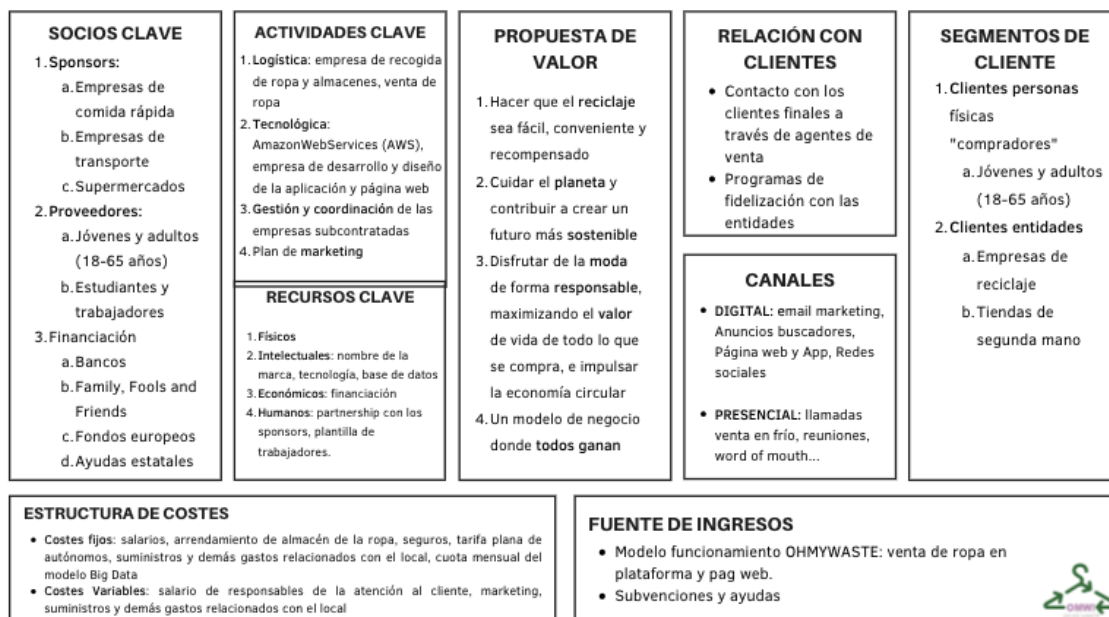 SOCIOS CLAVE
1. Sponsors:
a. Empresas de
comida rápida
b. Empresas de
transporte
c. Supermercados
2. Proveedores:
a. Jóvenes y adultos
(18-65 años)
b. Estudiantes y
trabajadores
3. Financiación
a. Bancos
b. Family, Fools and
Friends
c. Fondos europeos
d. Ayudas estatales
ACTIVIDADES CLAVE
1. Logística: empresa de recogida
de ropa y almacenes, venta de
ropa
2. Tecnológica:
AmazonWebServices (AWS),
empresa de desarrollo y diseño
de la aplicación y página web
3. Gestión y coordinación de las
empresas subcontratadas
4. Plan de marketing
RECURSOS CLAVE
1. Físicos
2. Intelectuales: nombre de la
marca, tecnología, base de datos
3. Económicos: financiación
4. Humanos: partnership con los
sponsors, plantilla de
trabajadores.
PROPUESTA DE
VALOR
1. Hacer que el reciclaje
sea fácil, conveniente y
recompensado
2. Cuidar el planeta y
contribuir a crear un
futuro más sostenible
3. Disfrutar de la moda
de forma responsable,
maximizando el valor
de vida de todo lo que
se compra, e impulsar
la economía circular
4. Un modelo de negocio
donde todos ganan
RELACIÓN CON
CLIENTES
• Contacto con los
clientes finales a
través de agentes de
venta
• Programas de
fidelización con las
entidades
CANALES
• DIGITAL: email marketing,
Anuncios buscadores,
Página web y App, Redes
sociales
• PRESENCIAL: llamadas
venta en frío, reuniones,
word of mouth...
SEGMENTOS DE
CLIENTE
1. Clientes personas
físicas
"compradores"
a. Jóvenes y adultos
(18-65 años)
2. Clientes entidades
a. Empresas de
reciclaje
b. Tiendas de
segunda mano
ESTRUCTURA DE COSTES
• Costes fijos: salarios, arrendamiento de almacén de la ropa, seguros, tarifa plana de
autónomos, suministros y demás gastos relacionados con el local, cuota mensual del
modelo Big Data
• Costes Variables: salario de responsables de la atención al cliente, marketing,
suministros y demás gastos relacionados con el local
FUENTE DE INGRESOS
• Modelo funcionamiento OHMYWASTE: venta de ropa en
plataforma y pag web.
• Subvenciones y ayudas